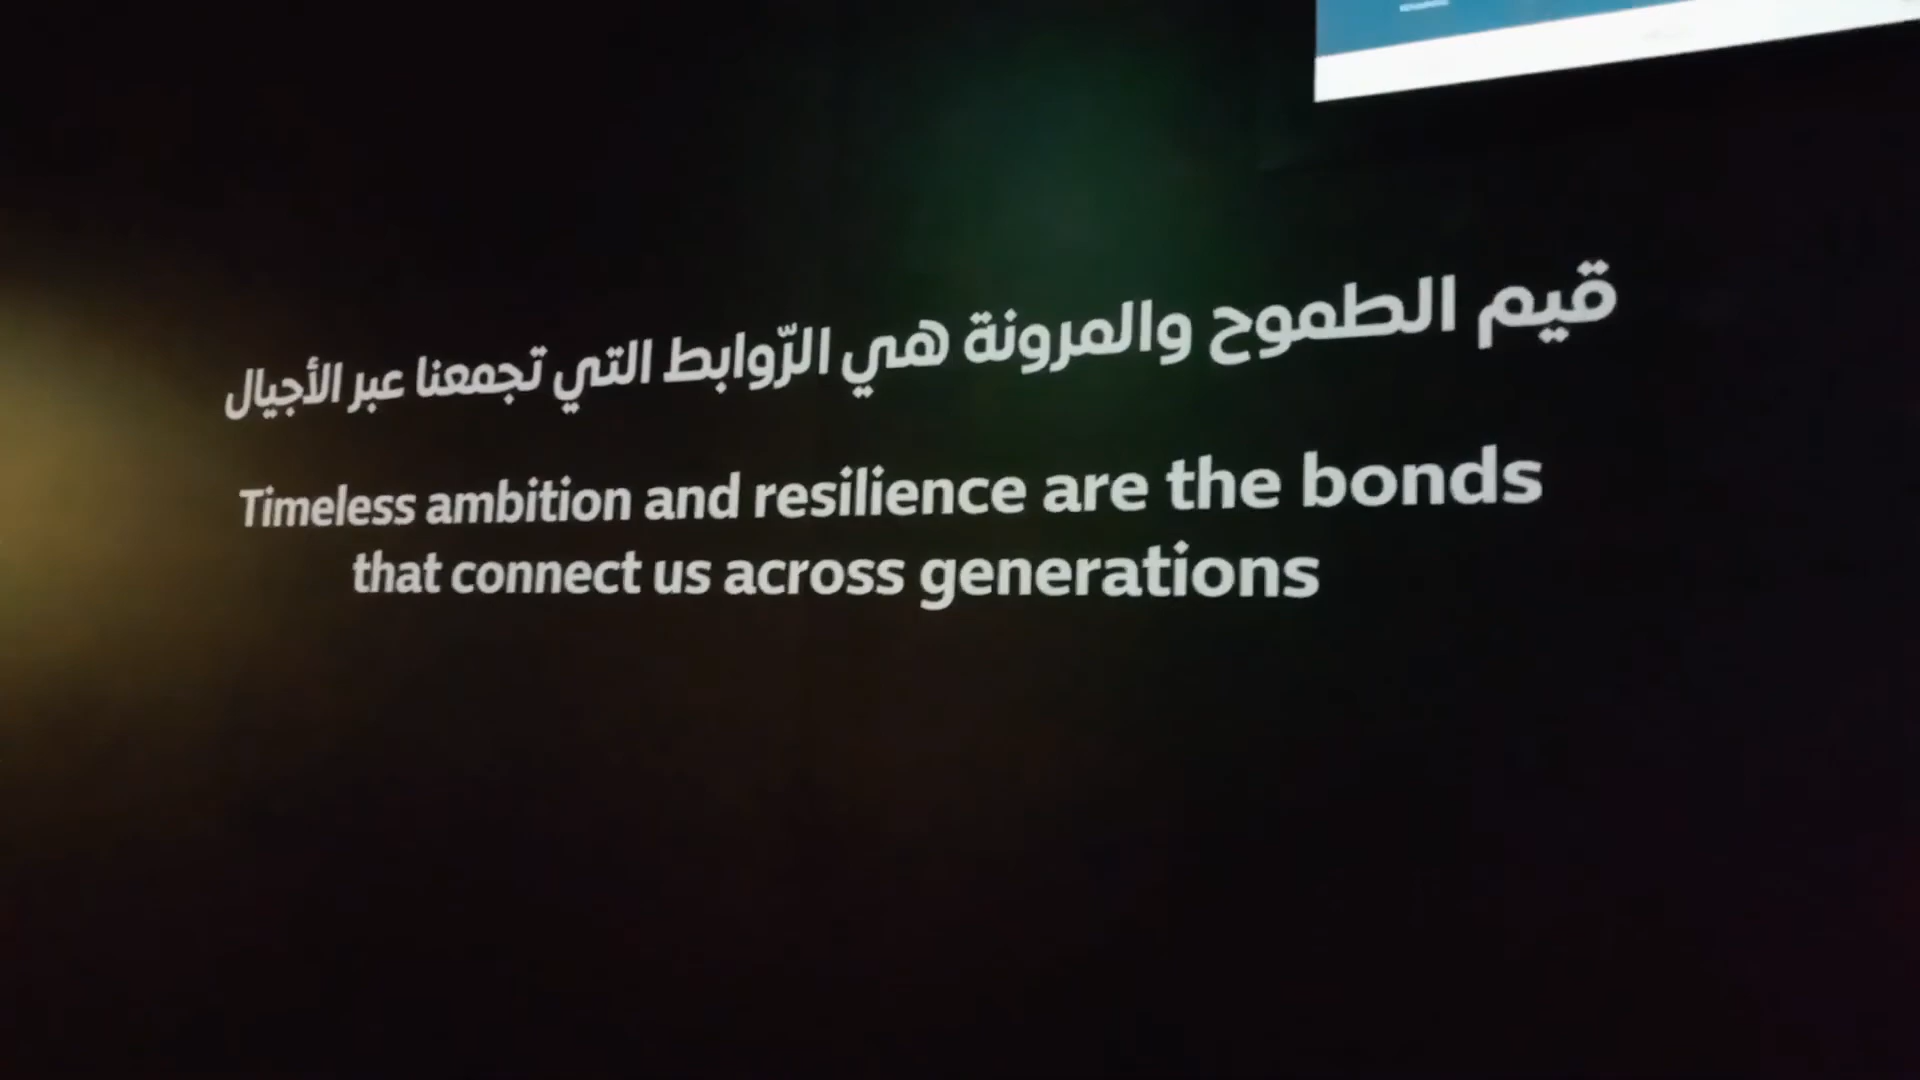 قيم الطموح والمرونة هي الرّوابط التي تجمعنا عبر الأجيال
Timeless ambition and resilience are the bonds
that connect us across generations